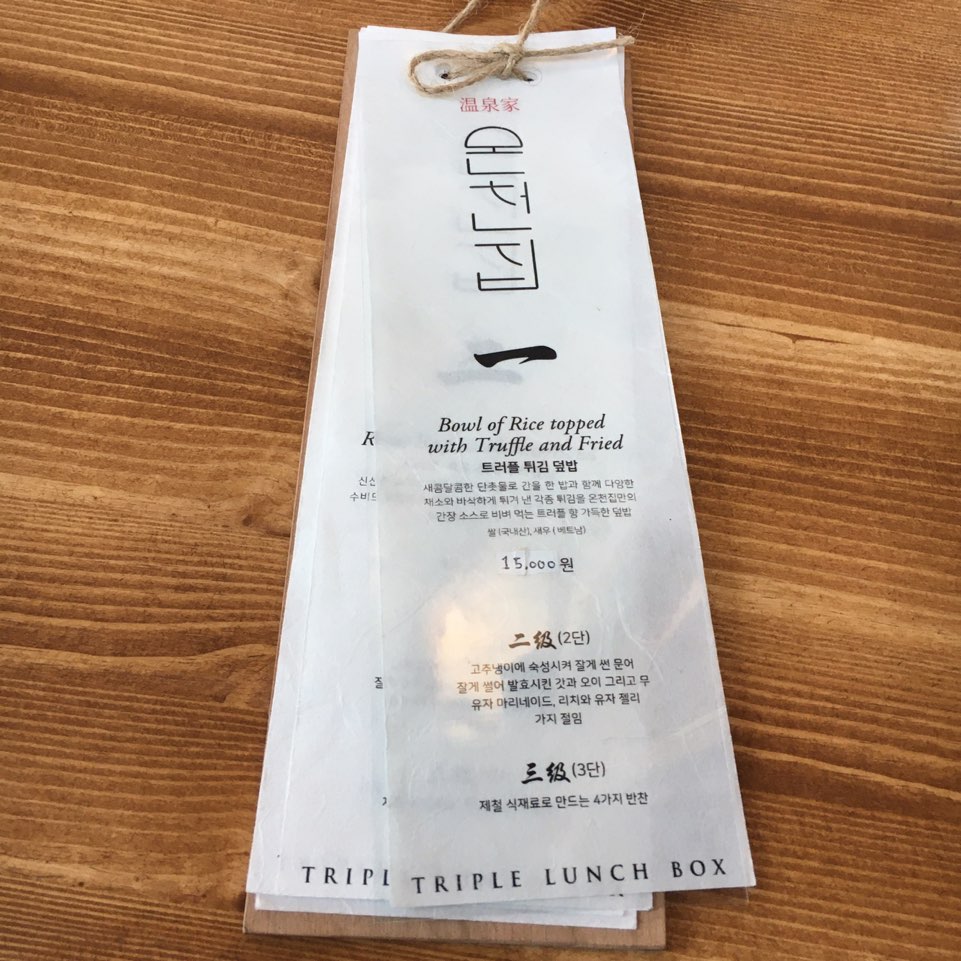 温泉家
온천집
一
Bowl of Rice topped
with Truffle and Fried
트러플 튀김 덮밥
새콤달콤한 단촛물로 간을 한 밥과 함께 다양한
채소와 바삭하게 튀겨 낸 각종 튀김을 온천집만의
간장 소스로 비벼 먹는 트러플 향 가득한 덮밥
쌀 (국내산), 새우 ( 베트남)
15,000 원
二级 (2단)
고추냉이에 숙성시켜 잘게 썬 문어
잘게 썰어 발효시킨 갓과 오이 그리고 무
유자 마리네이드, 리치와 유자 젤리
가지 절임
三级 (3단)
제철 식재료로 만드는 4가지 반찬
TRIPLE LUNCH BOX
R
신선
수비드
잘
TRIPL